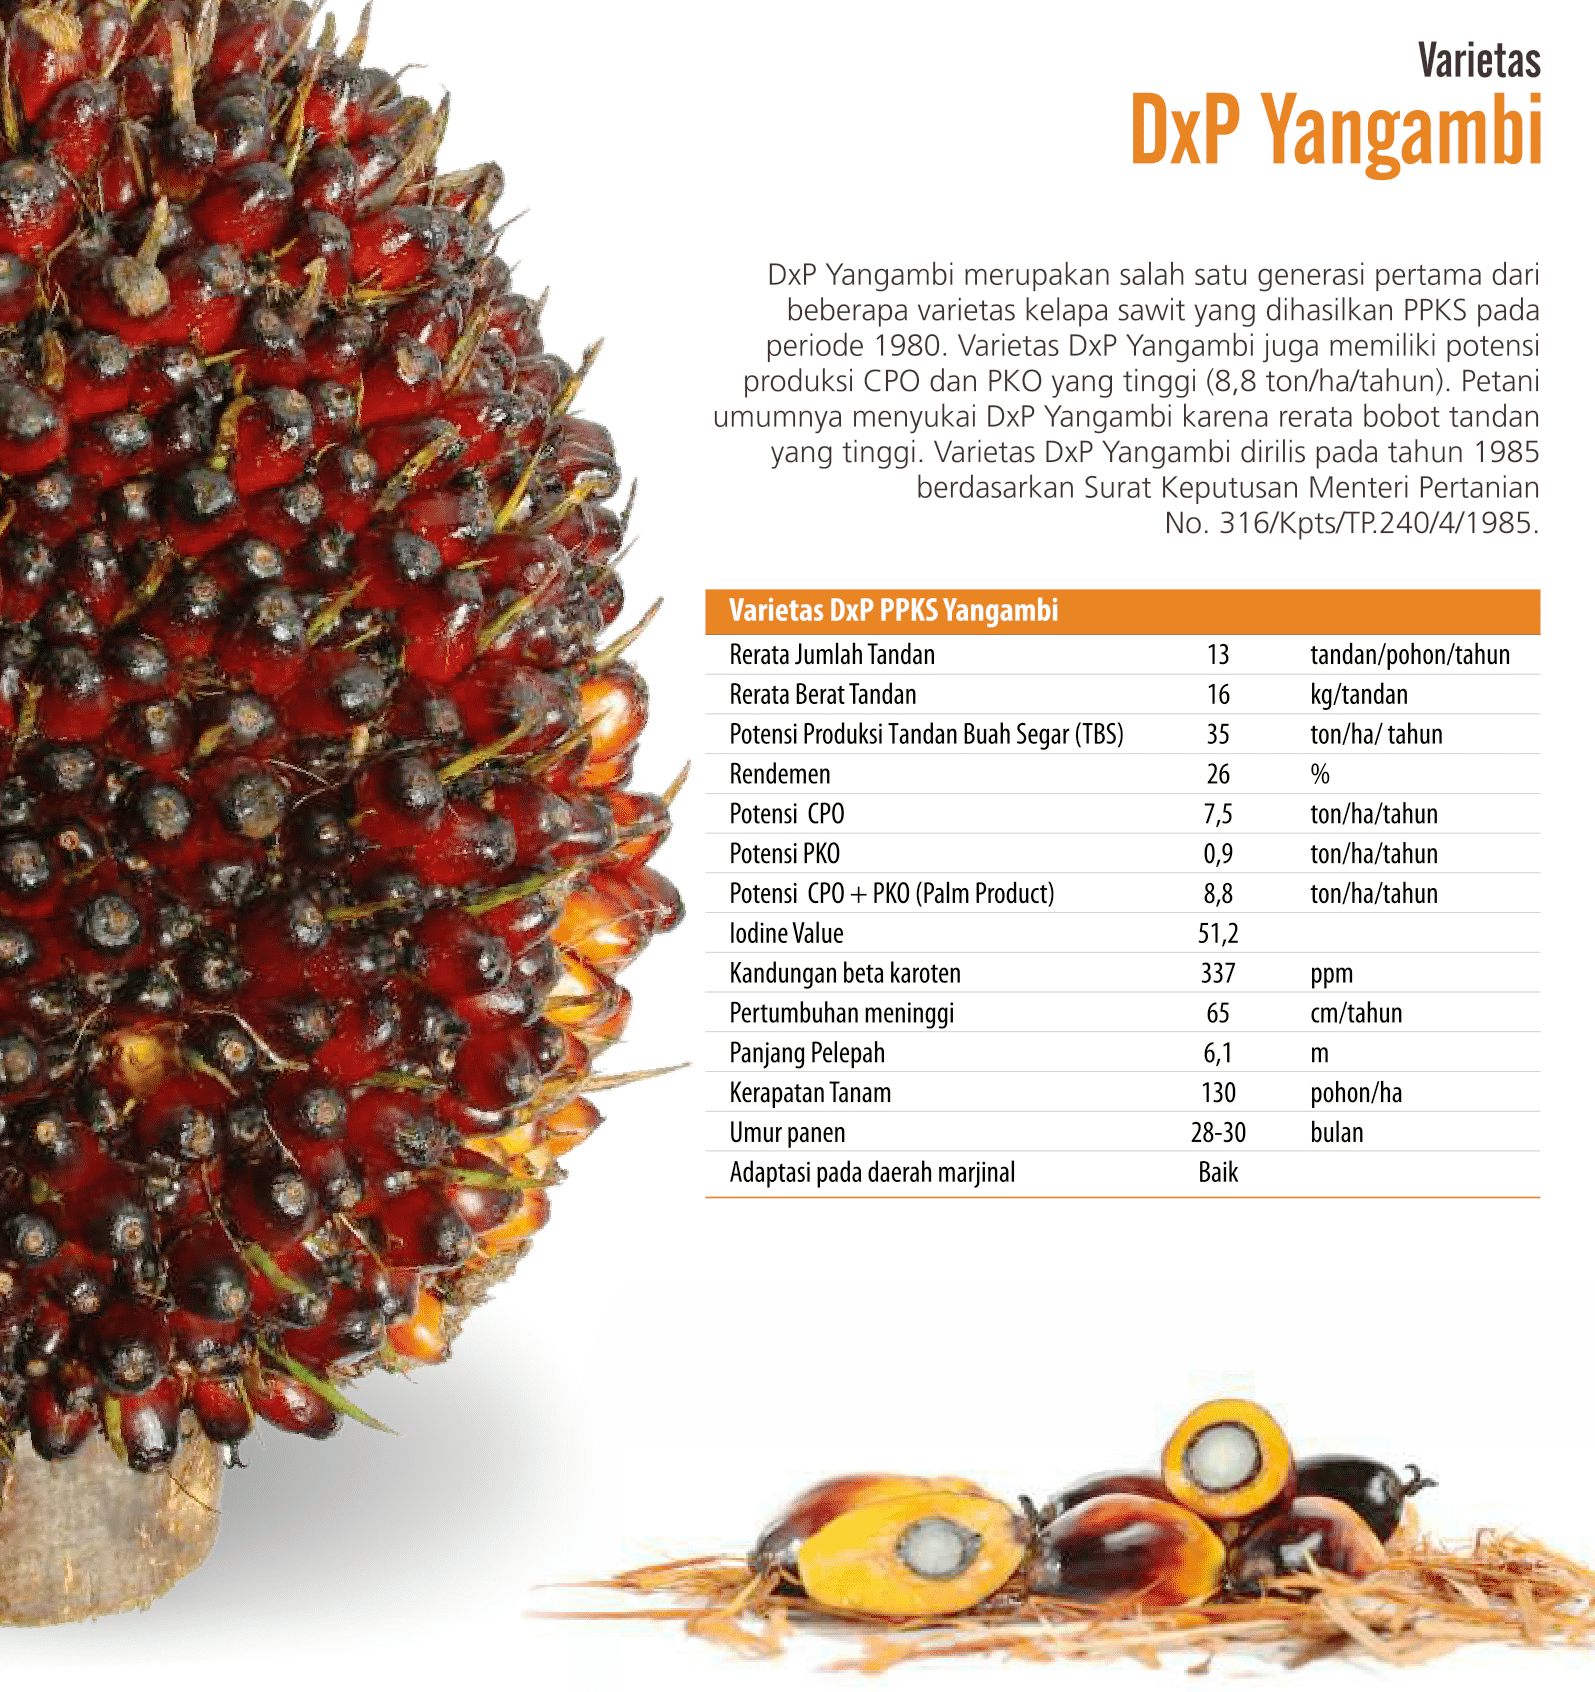 Varietas
DxP Yangambi
DxP Yangambi merupakan salah satu generasi pertama dari
beberapa varietas kelapa sawit yang dihasilkan PPKS pada
periode 1980. Varietas DxP Yangambi juga memiliki potensi
produksi CPO dan PKO yang tinggi (8,8 ton/ha/tahun). Petani
umumnya menyukai DxP Yangambi karena rerata bobot tandan
yang tinggi. Varietas DxP Yangambi dirilis pada tahun 1985
berdasarkan Surat Keputusan Menteri Pertanian
No. 316/Kpts/TP.240/4/1985.
Varietas DxP PPKS Yangambi
Rerata Jumlah Tandan 13 tandan/pohon/tahun
Rerata Berat Tandan 16 kg/tandan
Potensi Produksi Tandan Buah Segar (TBS) 35 ton/ha/ tahun
Rendemen 26 %
Potensi CPO 7,5 ton/ha/tahun
Potensi PKO 0,9 ton/ha/tahun
Potensi CPO + PKO (Palm Product) 8,8 ton/ha/tahun
Iodine Value 51,2
Kandungan beta karoten 337 ppm
Pertumbuhan meninggi 65 cm/tahun
Panjang Pelepah 6,1 m
Kerapatan Tanam 130 pohon/ha
Umur panen 28-30 bulan
Adaptasi pada daerah marjinal Baik